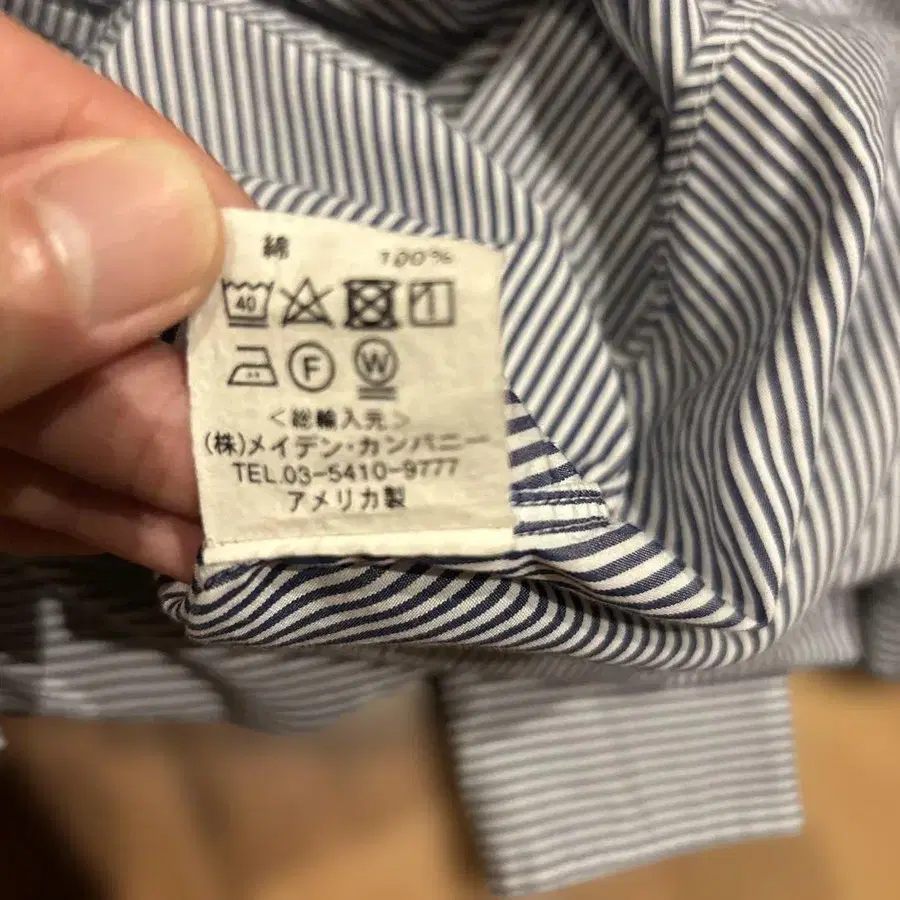 綿 100%
40
F W
<総輸入元>
(株)メイデン・カンパニー
TEL.03-5410-9777
アメリカ製